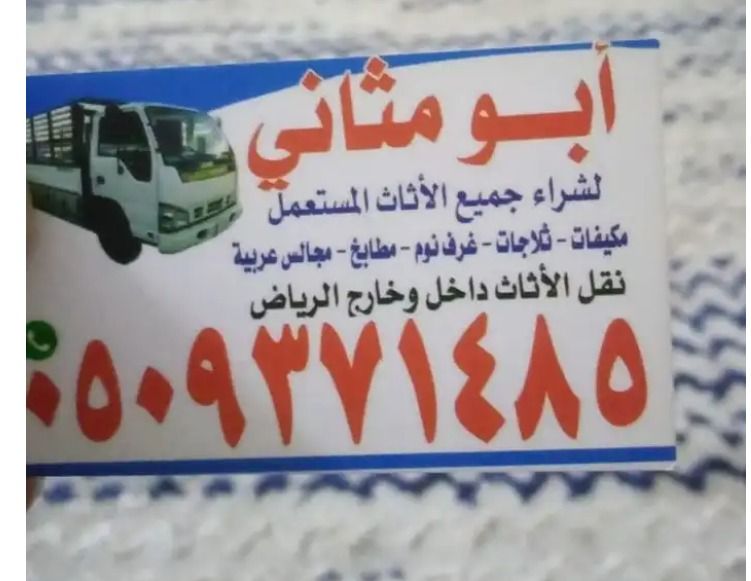 أبو مثاني
لشراء جميع الأثاث المستعمل
مكيفات - ثلاجات - غرف نوم - مطابخ - مجالس عربية
نقل الأثاث داخل وخارج الرياض
٠٥٠٩٣٧١٤٨٥